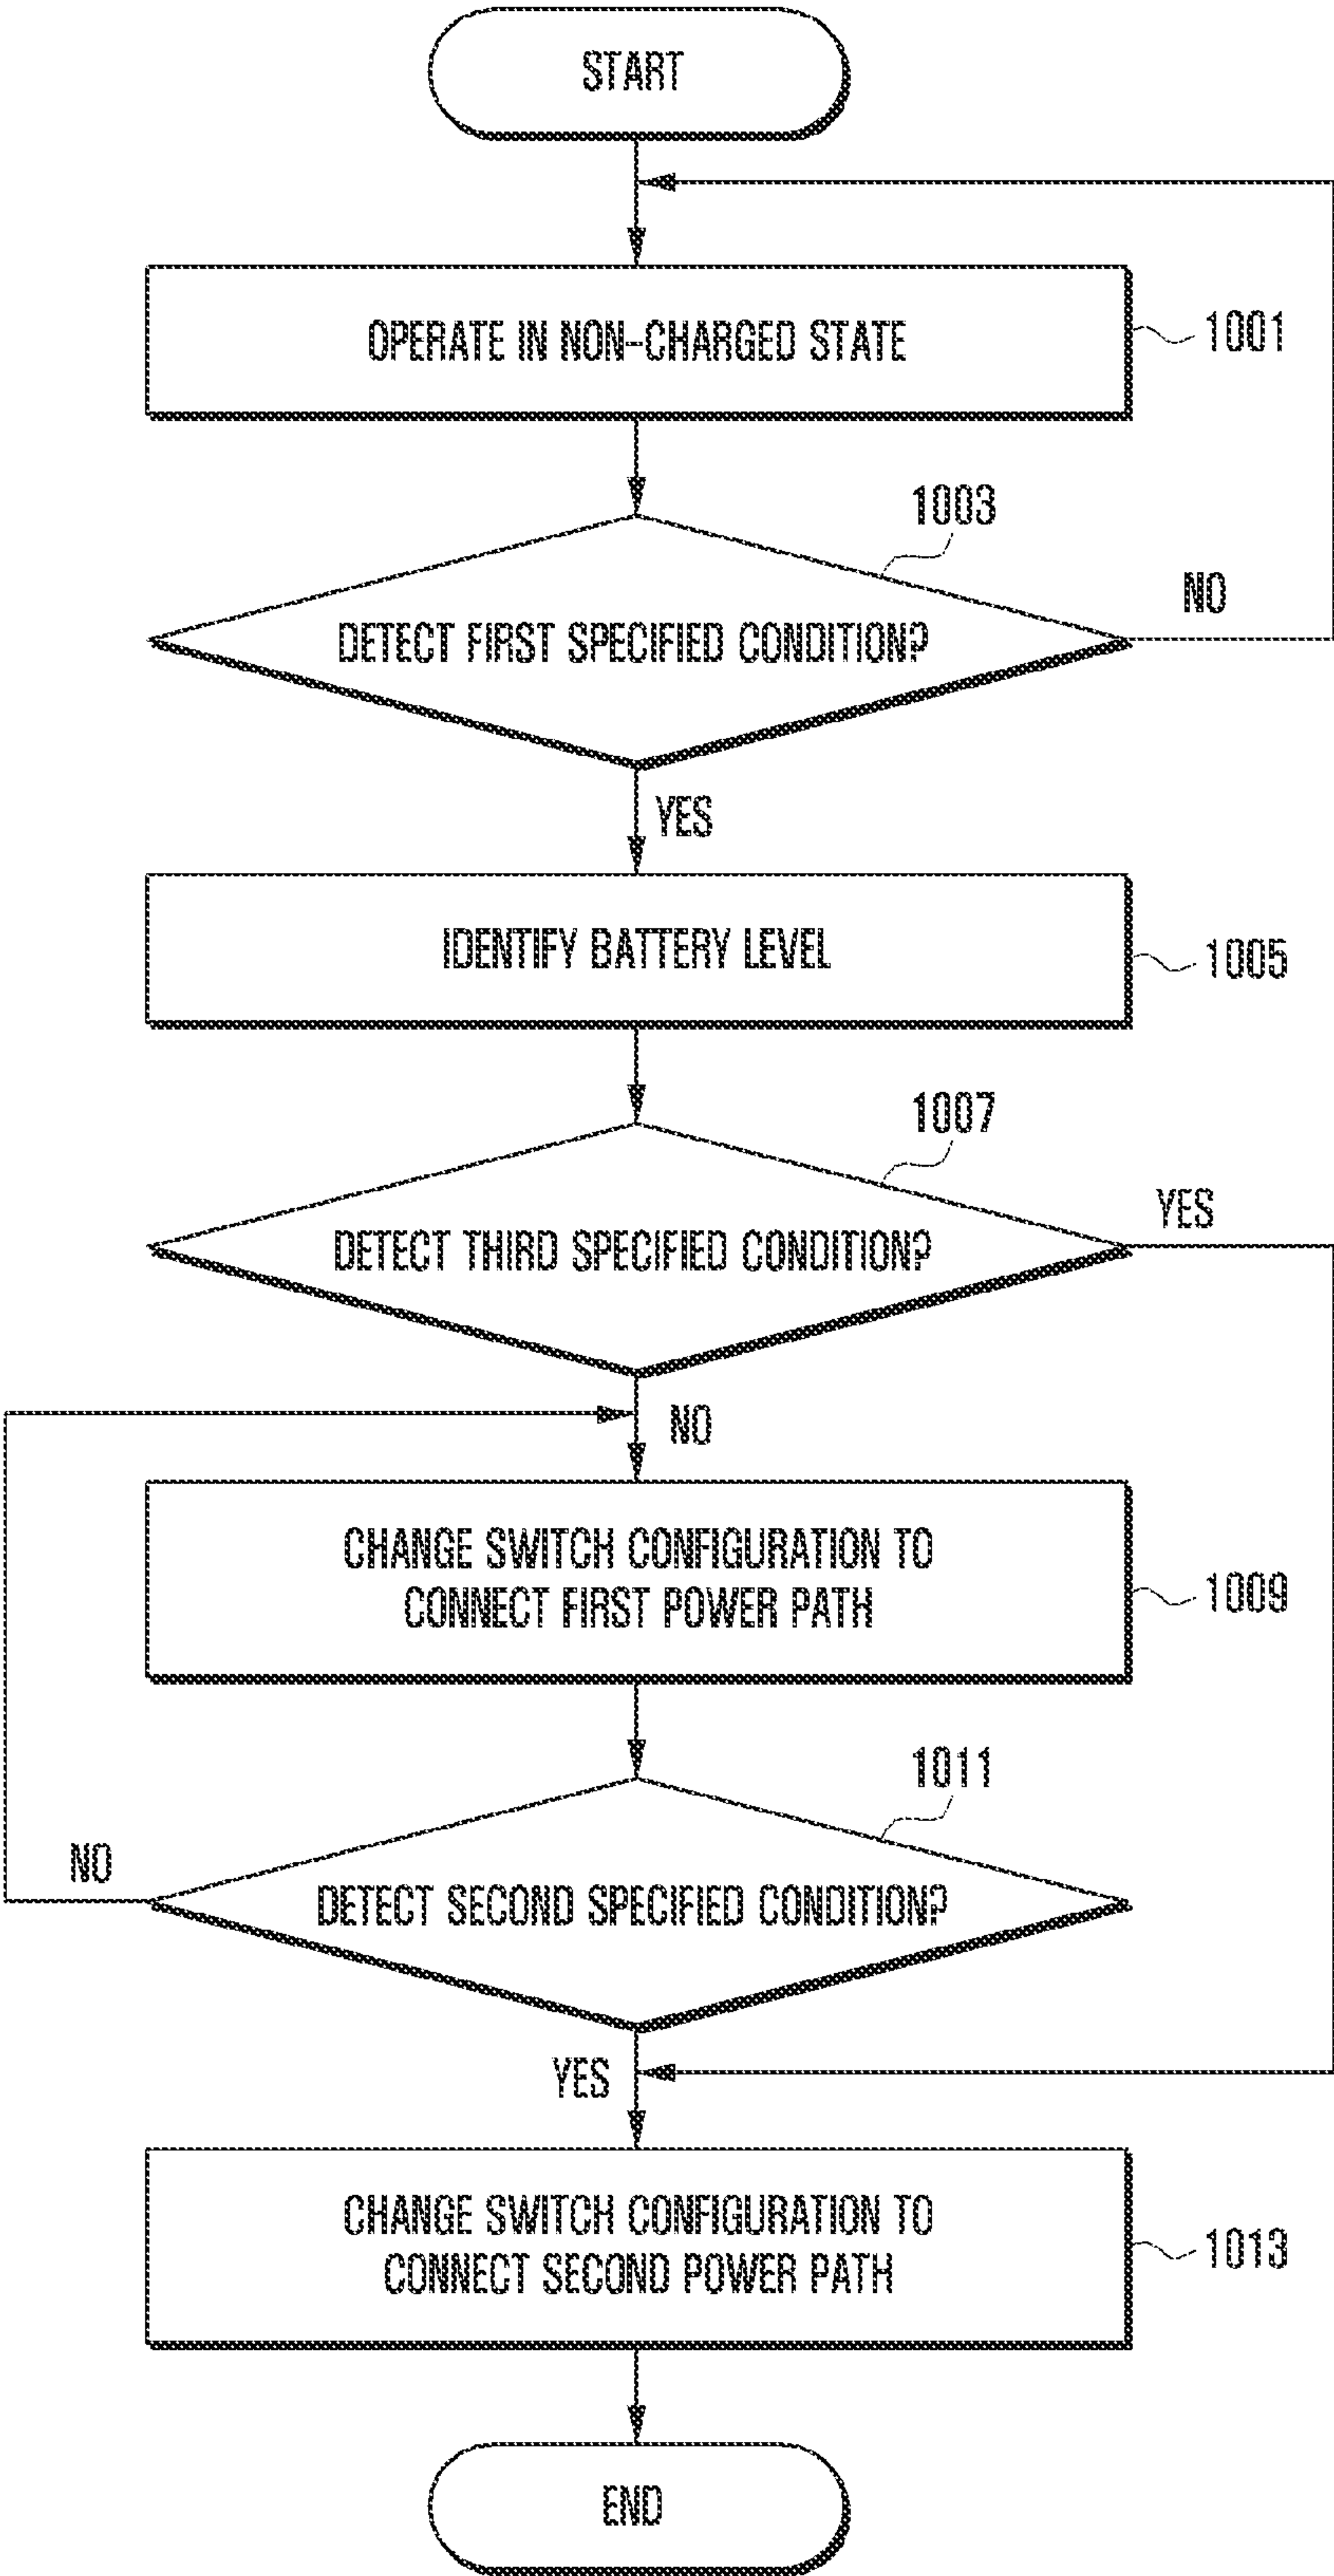 START
OPERATE IN NON-CHARGED STATE
1001
1003
NO
DETECT FIRST SPECIFIED CONDITION?
YES
IDENTIFY BATTERY LEVEL
1005
1007
YES
DETECT THIRD SPECIFIED CONDITION?
NO
CHANGE SWITCH CONFIGURATION TO
CONNECT FIRST POWER PATH
1009
1011
NO
DETECT SECOND SPECIFIED CONDITION?
YES
CHANGE SWITCH CONFIGURATION TO
CONNECT SECOND POWER PATH
1013
END